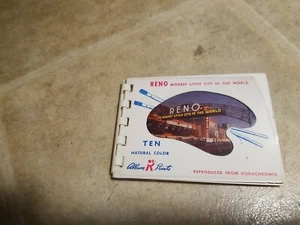 RENO BIGGEST LITTLE CITY IN THE WORLD
RENO
THE BIGGEST LITTLE CITY IN THE WORLD
TEN
NATURAL COLOR
Album Prints
REPRODUCED FROM KODACHROMES